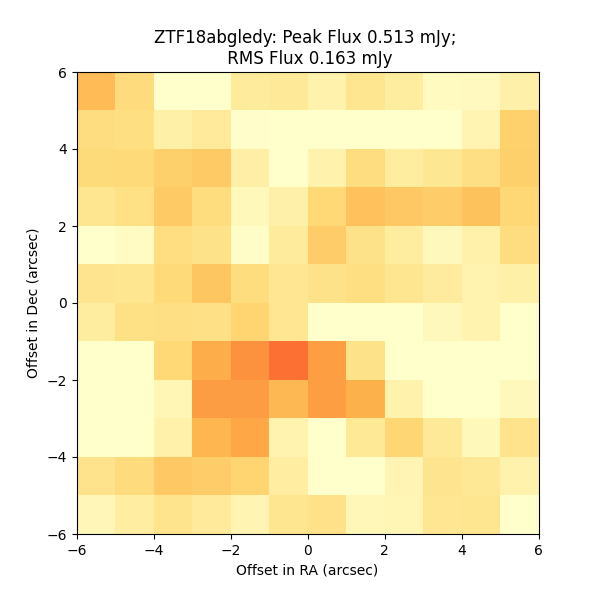 ZTF18abgledy: Peak Flux 0.513 mJy;
RMS Flux 0.163 mJy
6
4
2
0
−2
−4
−6
Offset in Dec (arcsec)
−6 −4 −2 0 2 4 6
Offset in RA (arcsec)